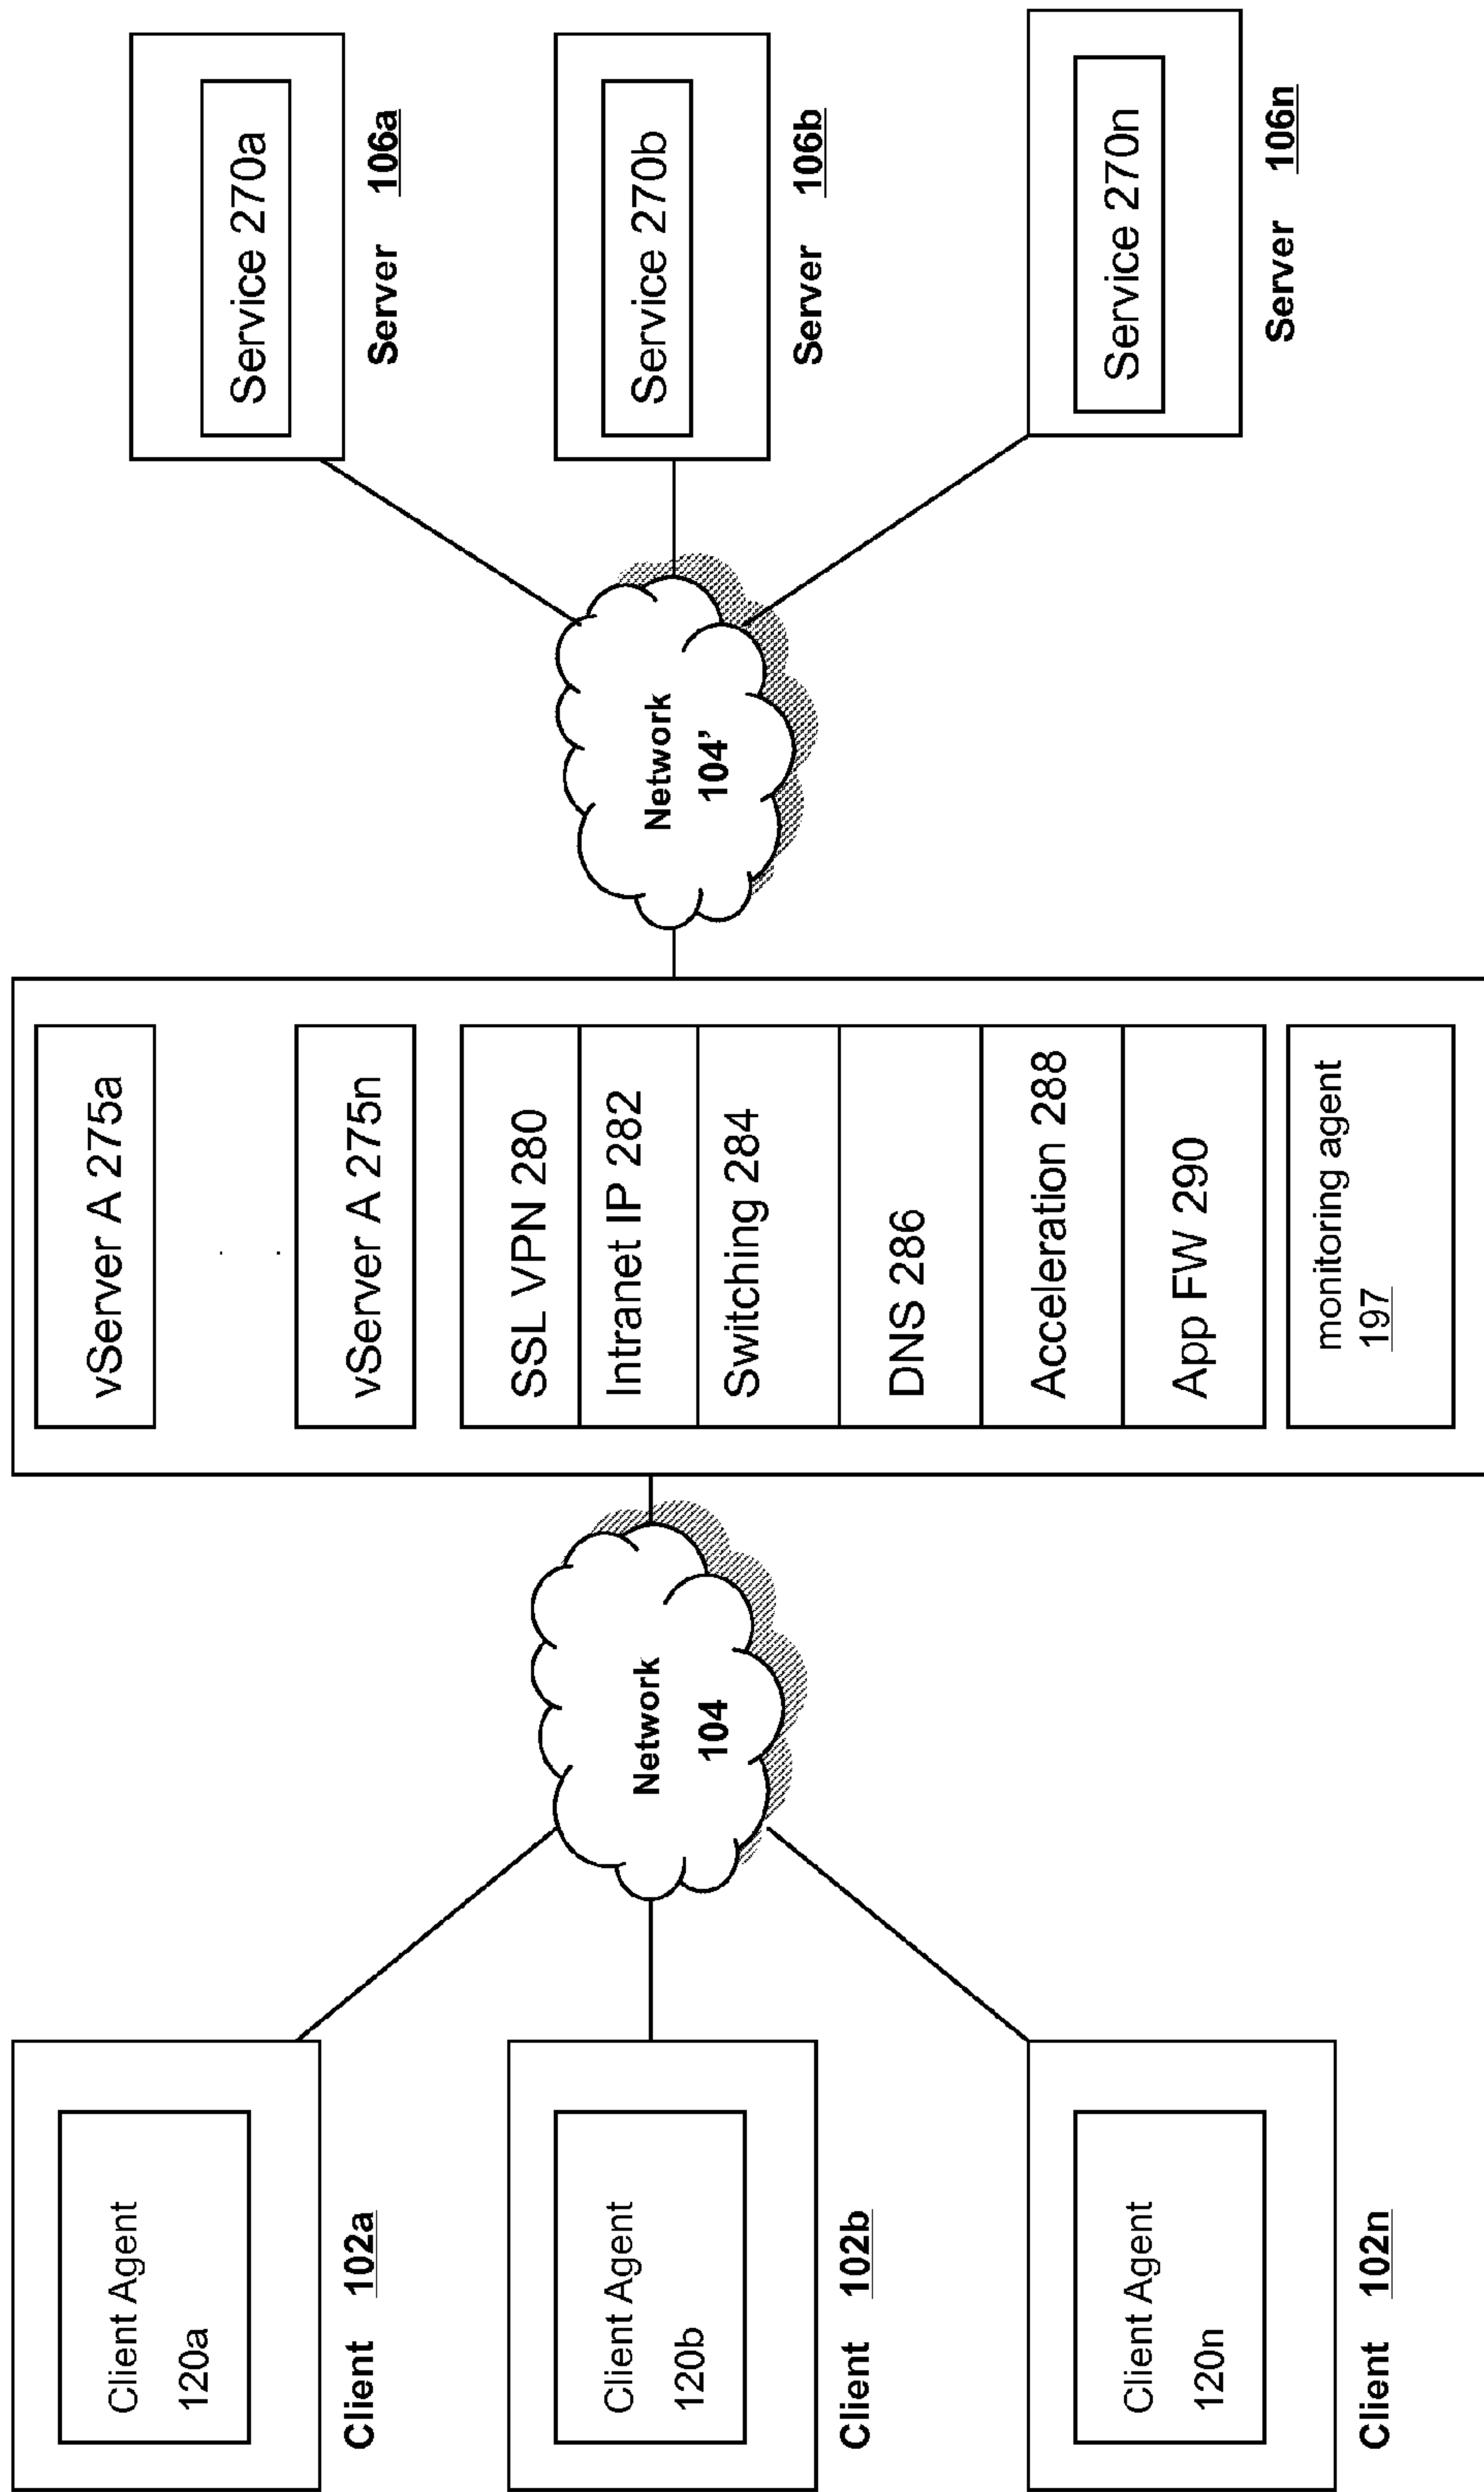 Client Agent
120a
Client 102a
Client Agent
120b
Client 102b
Client Agent
120n
Client 102n
Network
104
vServer A 275a
vServer A 275n
SSL VPN 280
Intranet IP 282
Switching 284
DNS 286
Acceleration 288
App FW 290
monitoring agent
197
Network
104’
Service 270a
Server 106a
Service 270b
Server 106b
Service 270n
Server 106n